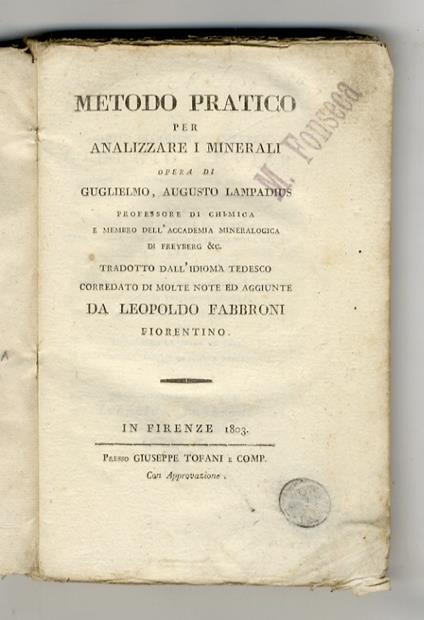 METODO PRATICO
PER
ANALIZZARE I MINERALI
OPERA DI
GUGLIELMO, AUGUSTO LAMPADIUS
PROFESSORE DI CHIMICA
E MEMBRO DELL'ACCADEMIA MINERALOGICA
DI FREYBERG &C.
TRADOTTO DALL'IDIOMA TEDESCO
CORREDATO DI MOLTE NOTE ED AGGIUNTE
DA LEOPOLDO FABBRONI
FIORENTINO.
IN FIRENZE 1803.
PRESSO GIUSEPPE TOFANI E COMP.
Con Approvazione.
M. Fonseca